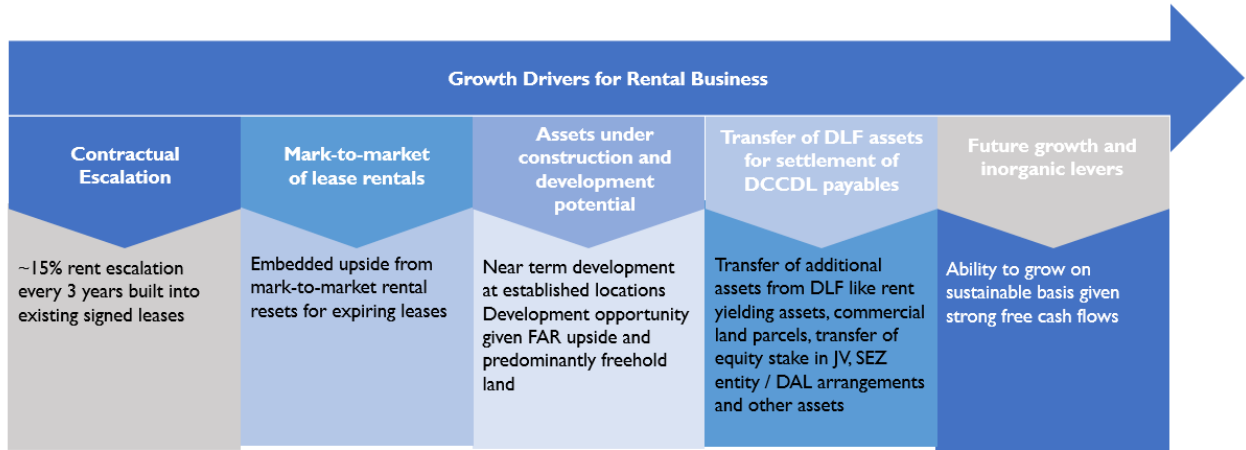 Growth Drivers for Rental Business
Contractual
Escalation
~15% rent escalation
every 3 years built into
existing signed leases
Mark-to-market
of lease rentals
Embedded upside from
mark-to-market rental
resets for expiring leases
Assets under
construction and
development
potential
Near term development
at established locations
Development opportunity
given FAR upside and
predominantly freehold
land
Transfer of DLF assets
for settlement of
DCCDL payables
Transfer of additional
assets from DLF like rent
yielding assets, commercial
land parcels, transfer of
equity stake in JV, SEZ
entity / DAL arrangements
and other assets
Future growth and
inorganic levers
Ability to grow on
sustainable basis given
strong free cash flows